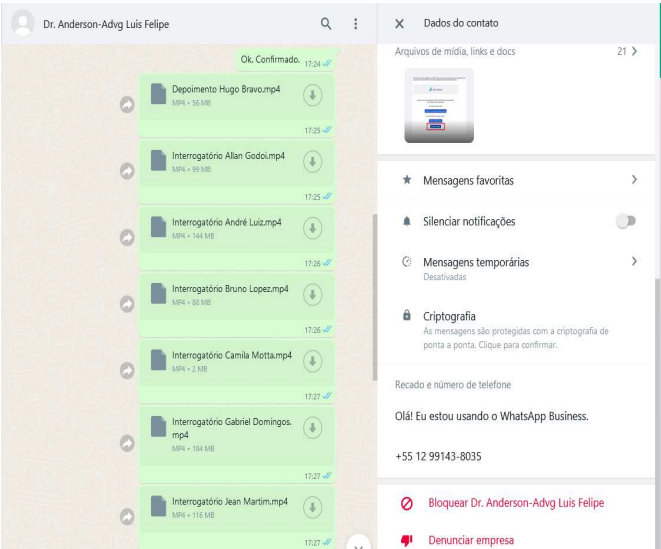 Dr. Anderson-Advg Luis Felipe
Ok. Confirmado. 17:24
Depoimento Hugo Bravo.mp4
MP4 • 56 MB
17:25
Interrogatório Allan Godoi.mp4
MP4 • 99 MB
17:25
Interrogatório André Luiz.mp4
MP4 • 144 MB
17:26
Interrogatório Bruno Lopez.mp4
MP4 • 88 MB
17:26
Interrogatório Camila Motta.mp4
MP4 • 2 MB
17:27
Interrogatório Gabriel Domingos.
mp4
MP4 • 184 MB
17:27
Interrogatório Jean Martim.mp4
MP4 • 116 MB
17:27
Dados do contato
Arquivos de mídia, links e docs 21
Mensagens favoritas
Silenciar notificações
Mensagens temporárias
Desativadas
Criptografia
As mensagens são protegidas com a criptografia de
ponta a ponta. Clique para confirmar.
Recado e número de telefone
Olá! Eu estou usando o WhatsApp Business.
+55 12 99143-8035
Bloquear Dr. Anderson-Advg Luis Felipe
Denunciar empresa